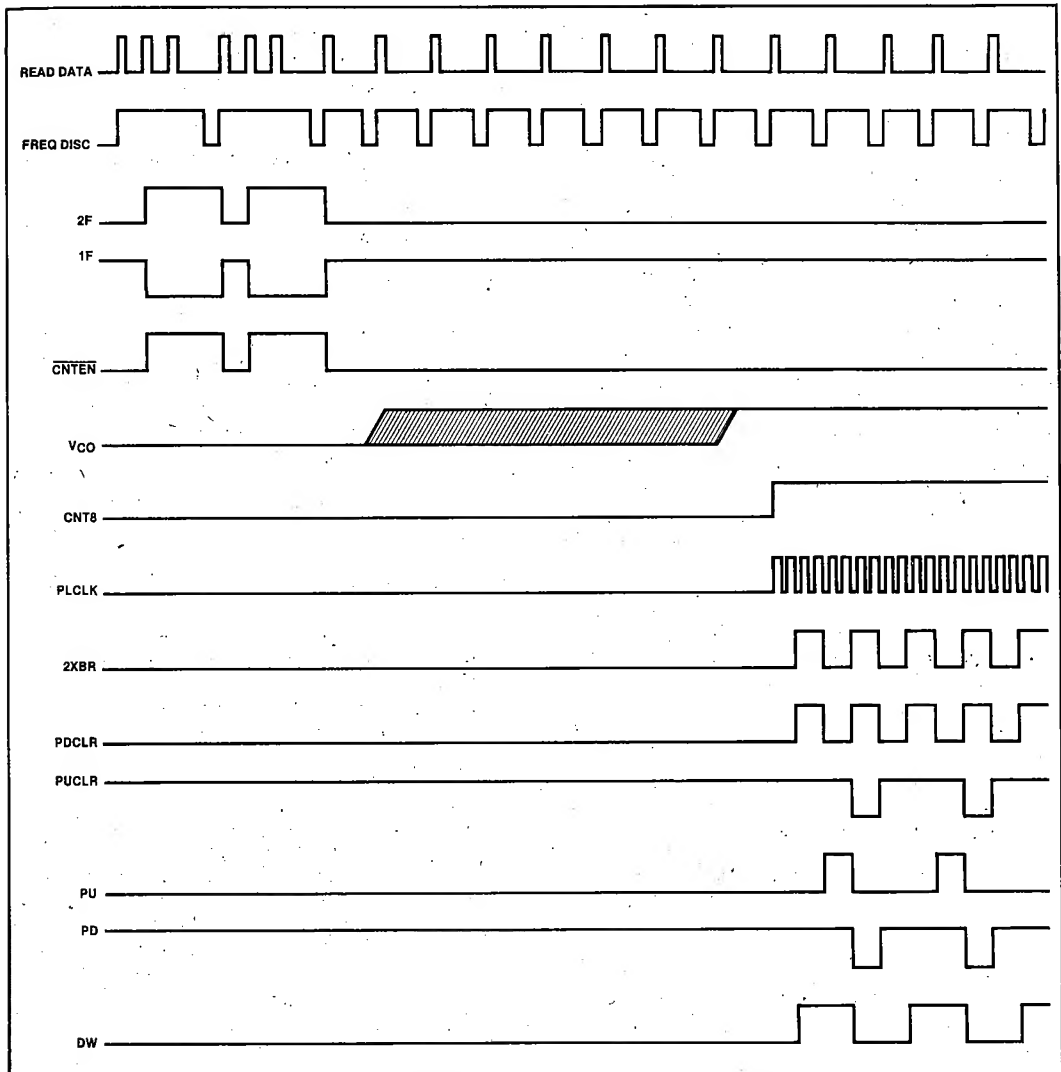 READ DATA
FREQ DISC
2F
1F
CNTEN
VCO
CNT8
PLCLK
2XBR
PDCLR
PUCLR
PU
PD
DW